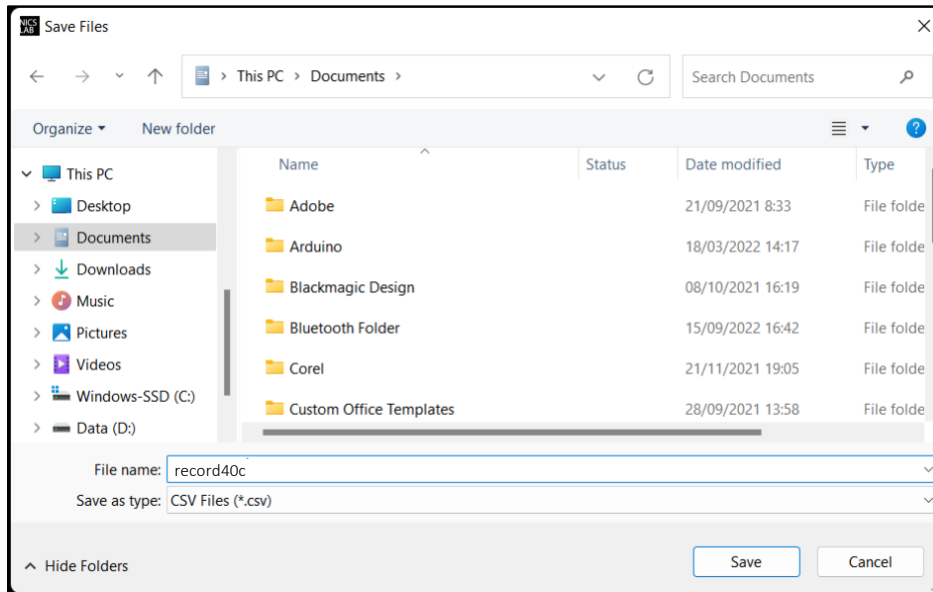 NICS
LAB
Save Files
This PC > Documents >
Search Documents
Organize
New folder
?
Name Status Date modified Type
This PC
Desktop
Documents
Downloads
Music
Pictures
Videos
Windows-SSD (C:)
Data (D:)
Adobe 21/09/2021 8:33 File folde
Arduino 18/03/2022 14:17 File folde
Blackmagic Design 08/10/2021 16:19 File folde
Bluetooth Folder 15/09/2022 16:42 File folde
Corel 21/11/2021 19:05 File folde
Custom Office Templates 28/09/2021 13:58 File folde
File name: record40c
Save as type: CSV Files (*.csv)
Hide Folders
Save
Cancel